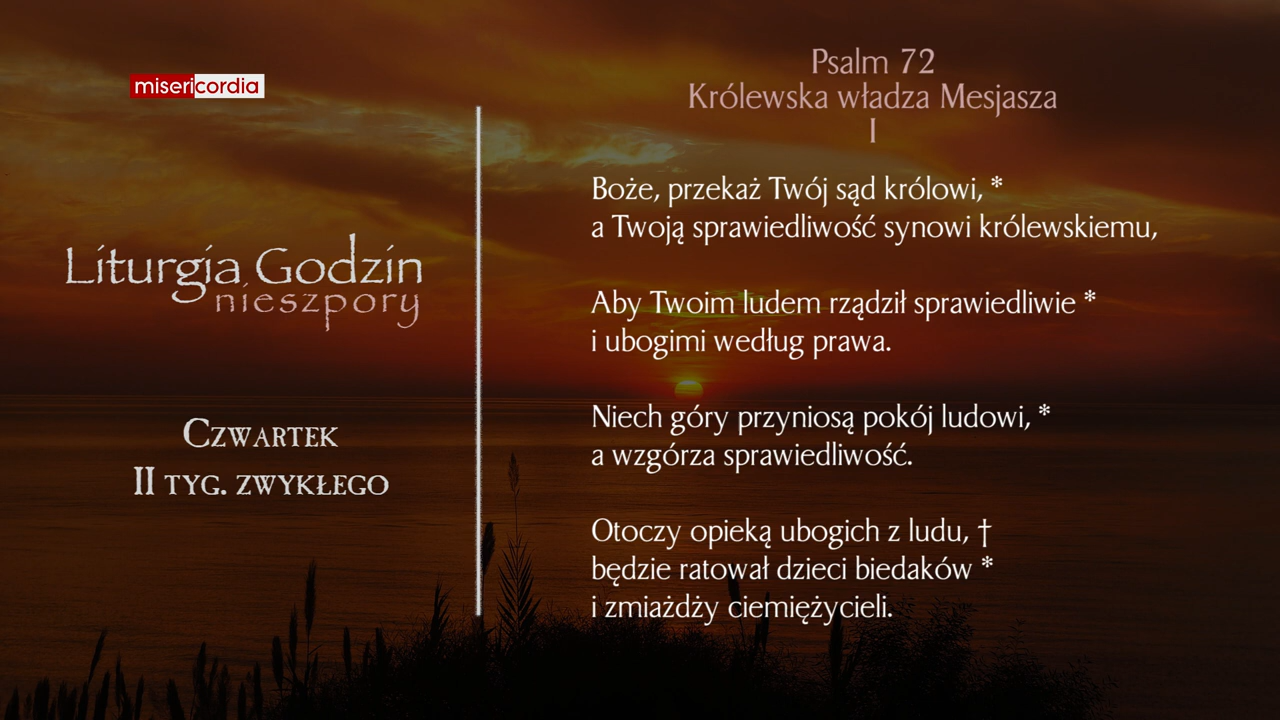 misericordia
Liturgia Godzin
nieszpory
Czwartek
II tyg. zwykłego
Psalm 72
Królewska władza Mesjasza
I
Boże, przekaż Twój sąd królowi, *
a Twoją sprawiedliwość synowi królewskiemu,
Aby Twoim ludem rządził sprawiedliwie *
i ubogimi według prawa.
Niech góry przyniosą pokój ludowi, *
a wzgórza sprawiedliwość.
Otoczy opieką ubogich z ludu, †
będzie ratował dzieci biedaków *
i zmiażdży ciemiężycieli.